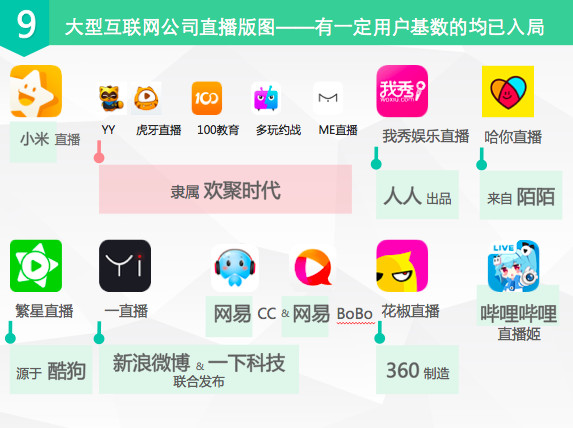 9
大型互联网公司直播版图——有一定用户基数的均已入局
100
我秀!
woxiu.com
小米 直播
YY
虎牙直播
100教育
多玩约战
ME直播
我秀娱乐直播
哈你直播
隶属 欢聚时代
人人 出品
来自 陌陌
Yi
LIVE
繁星直播
一直播
网易 CC & 网易 BoBo
花椒直播
哔哩哔哩
直播姬
源于 酷狗
新浪微博 & 一下科技
联合发布
360 制造